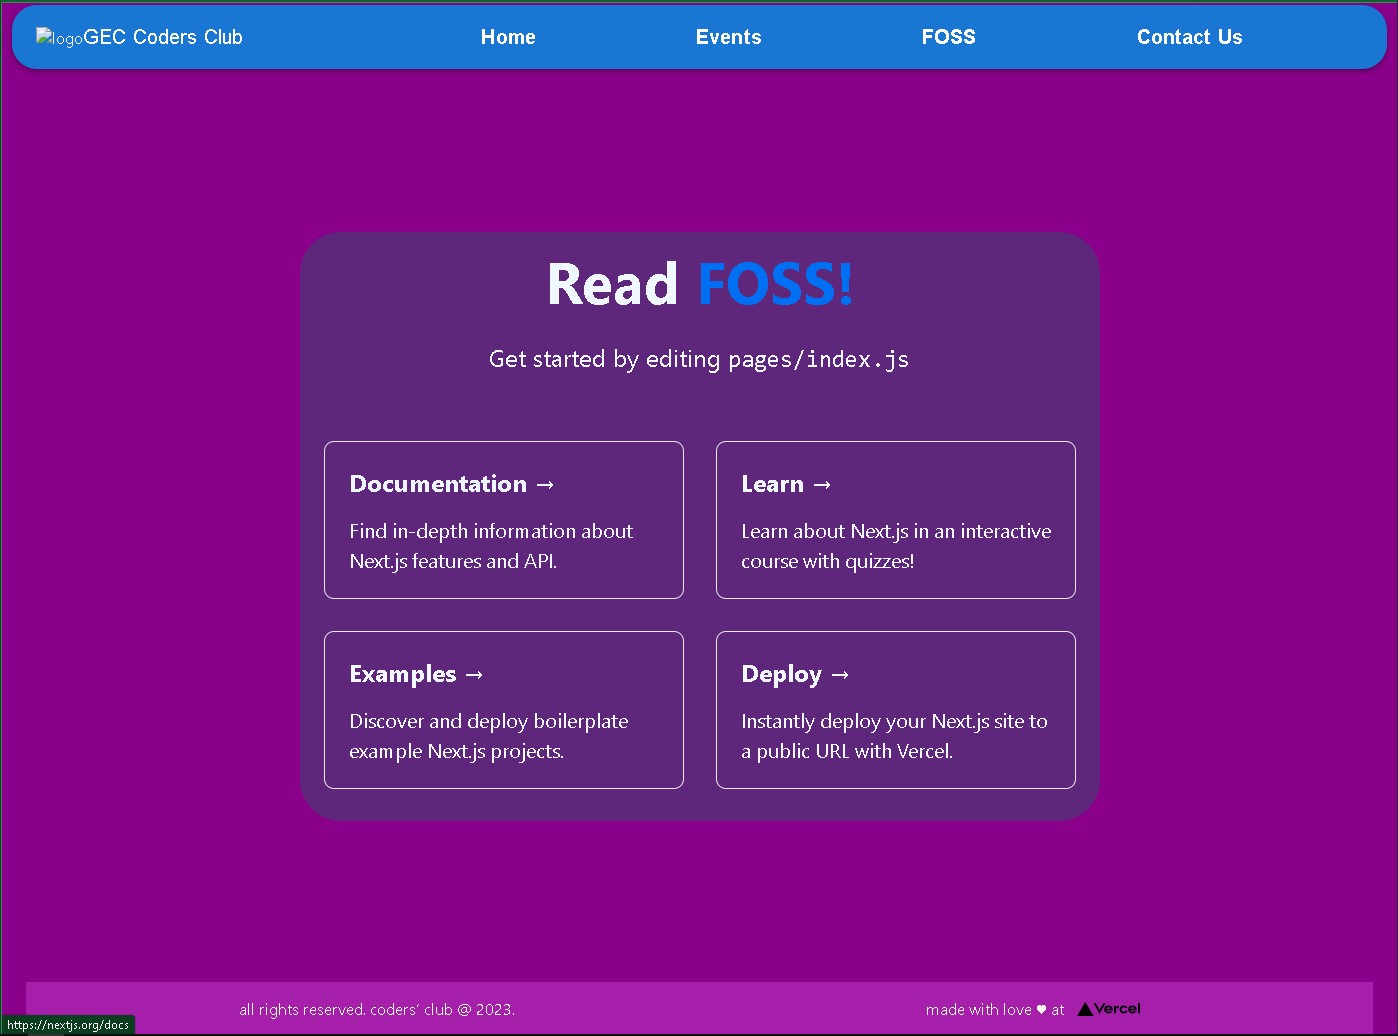 logoGEC Coders Club Home Events FOSS Contact Us
Read FOSS!
Get started by editing pages/index.js
Documentation →
Find in-depth information about
Next.js features and API.
Learn →
Learn about Next.js in an interactive
course with quizzes!
Examples →
Discover and deploy boilerplate
example Next.js projects.
Deploy →
Instantly deploy your Next.js site to
a public URL with Vercel.
all rights reserved. coders' club @ 2023. made with love ♥ at ▲Vercel
https://nextjs.org/docs